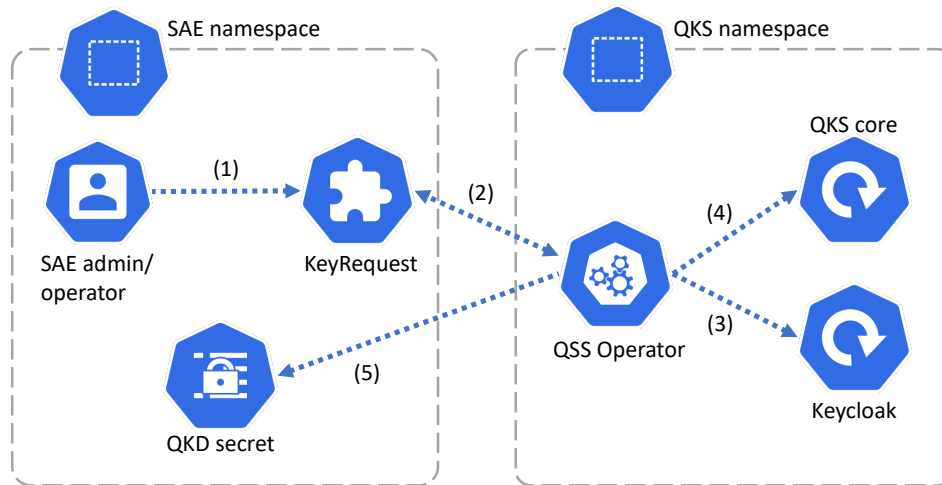 SAE namespace
QKS namespace
QKS core
(1)
(2)
(4)
SAE admin/
operator
KeyRequest
(3)
QSS Operator
(5)
Keycloak
QKD secret